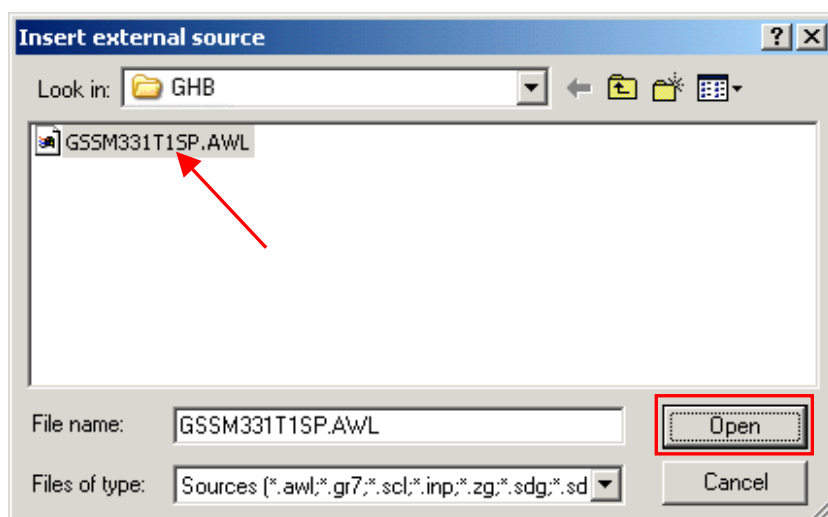 Insert external source
Look in: GHB
GSSM331T1SP.AWL
File name: GSSM331T1SP.AWL Open
Files of type: Sources (*.awl;*.gr7;*.scl;*.inp;*.zg;*.sdg;*.sd Cancel